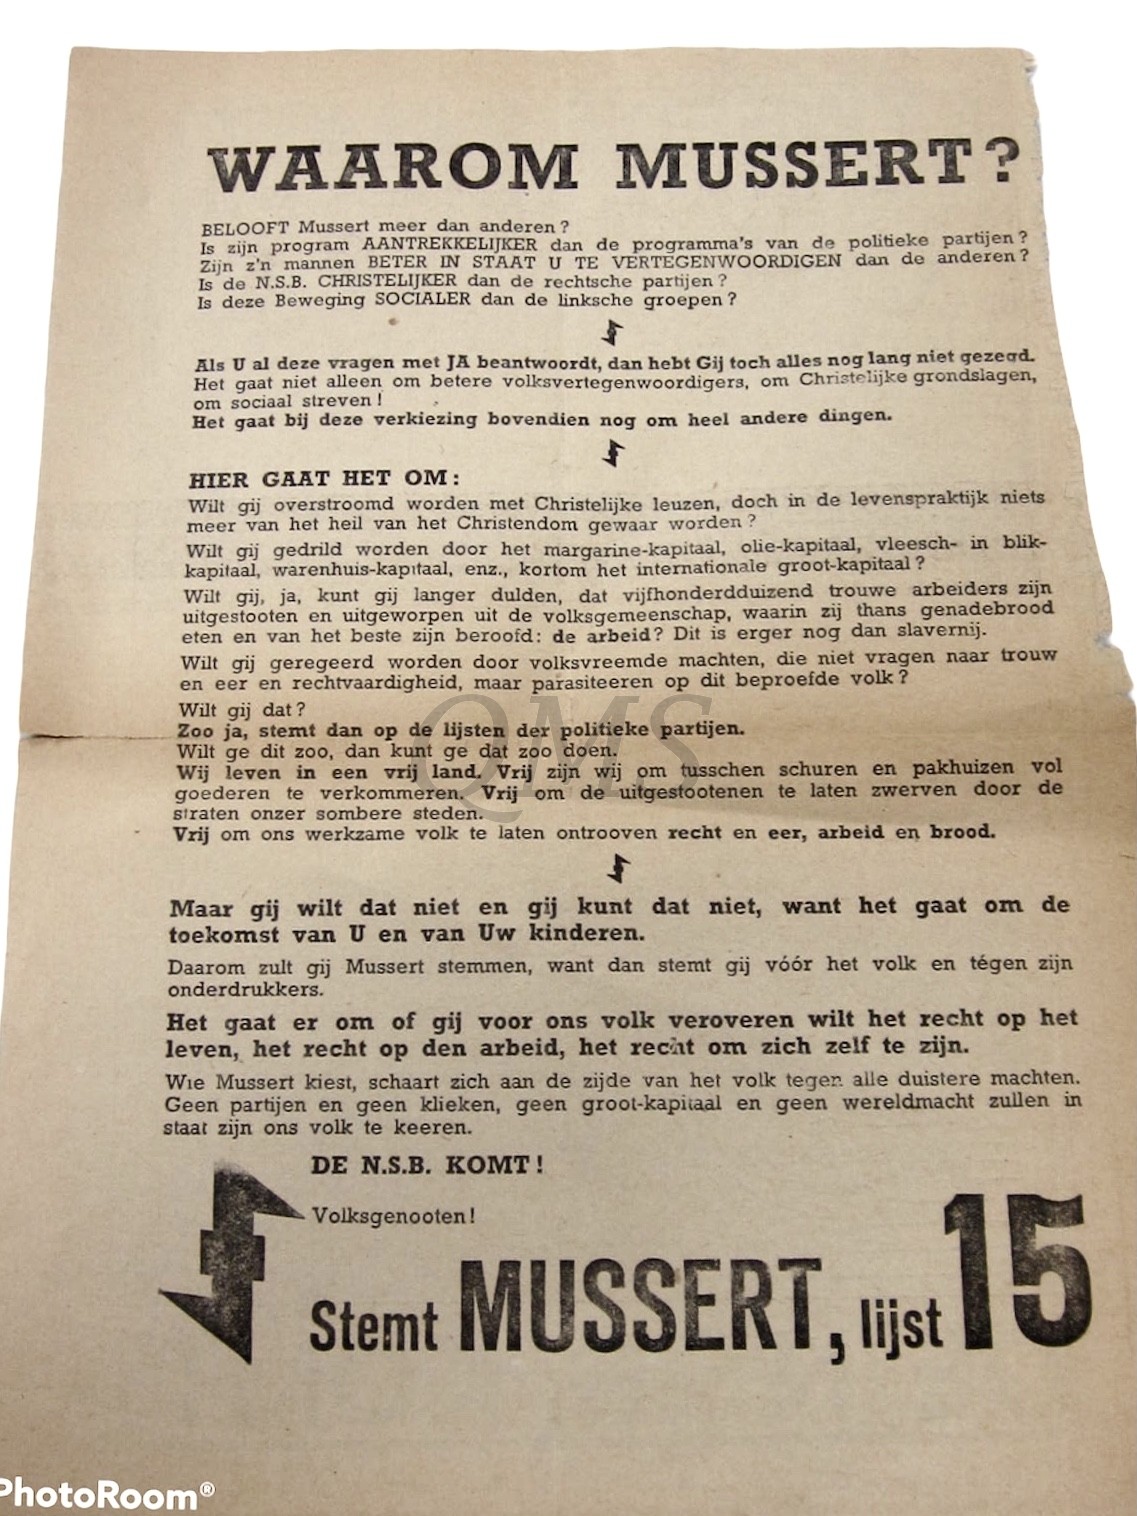 WAAROM MUSSERT?
BELOOFT Mussert meer dan anderen?
Is zijn program AANTREKKELIJKER dan de programma's van de politieke partijen?
Zijn z'n mannen BETER IN STAAT U TE VERTEGENWOORDIGEN dan de anderen?
Is de N.S.B. CHRISTELIJKER dan de rechtsche partijen?
Is deze Beweging SOCIALER dan de linksche groepen?
Als U al deze vragen met JA beantwoordt, dan hebt Gij toch alles nog lang niet gezegd.
Het gaat niet alleen om betere volksvertegenwoordigers, om Christelijke grondslagen,
om sociaal streven!
Het gaat bij deze verkiezing bovendien nog om heel andere dingen.
HIER GAAT HET OM:
Wilt gij overstroomd worden met Christelijke leuzen, doch in de levenspraktijk niets
meer van het heil van het Christendom gewaar worden?
Wilt gij gedrild worden door het margarine-kapitaal, olie-kapitaal, vleesch- in blik-
kapitaal, warenhuis-kapitaal, enz., kortom het internationale groot-kapitaal?
Wilt gij, ja, kunt gij langer dulden, dat vijfhonderdduizend trouwe arbeiders zijn
uitgestooten en uitgeworpen uit de volksgemeenschap, waarin zij thans genadebrood
eten en van het beste zijn beroofd: de arbeid? Dit is erger nog dan slavernij.
Wilt gij geregeerd worden door volksvreemde machten, die niet vragen naar trouw
en eer en rechtvaardigheid, maar parasiteeren op dit beproefde volk?
Wilt gij dat?
Zoo ja, stemt dan op de lijsten der politieke partijen.
Wilt ge dit zoo, dan kunt ge dat zoo doen.
Wij leven in een vrij land. Vrij zijn wij om tusschen schuren en pakhuizen vol
goederen te verkommeren. Vrij om de uitgestootenen te laten zwerven door de
straten onzer sombere steden.
Vrij om ons werkzame volk te laten ontrooven recht en eer, arbeid en brood.
QMS
Maar gij wilt dat niet en gij kunt dat niet, want het gaat om de
toekomst van U en van Uw kinderen.
Daarom zult gij Mussert stemmen, want dan stemt gij vóór het volk en tégen zijn
onderdrukkers.
Het gaat er om of gij voor ons volk veroveren wilt het recht op het
leven, het recht op den arbeid, het recht om zich zelf te zijn.
Wie Mussert kiest, schaart zich aan de zijde van het volk tegen alle duistere machten.
Geen partijen en geen klieken, geen groot-kapitaal en geen wereldmacht zullen in
staat zijn ons volk te keeren.
DE N.S.B. KOMT!
Volksgenooten!
Stemt MUSSERT, lijst 15
PhotoRoom®